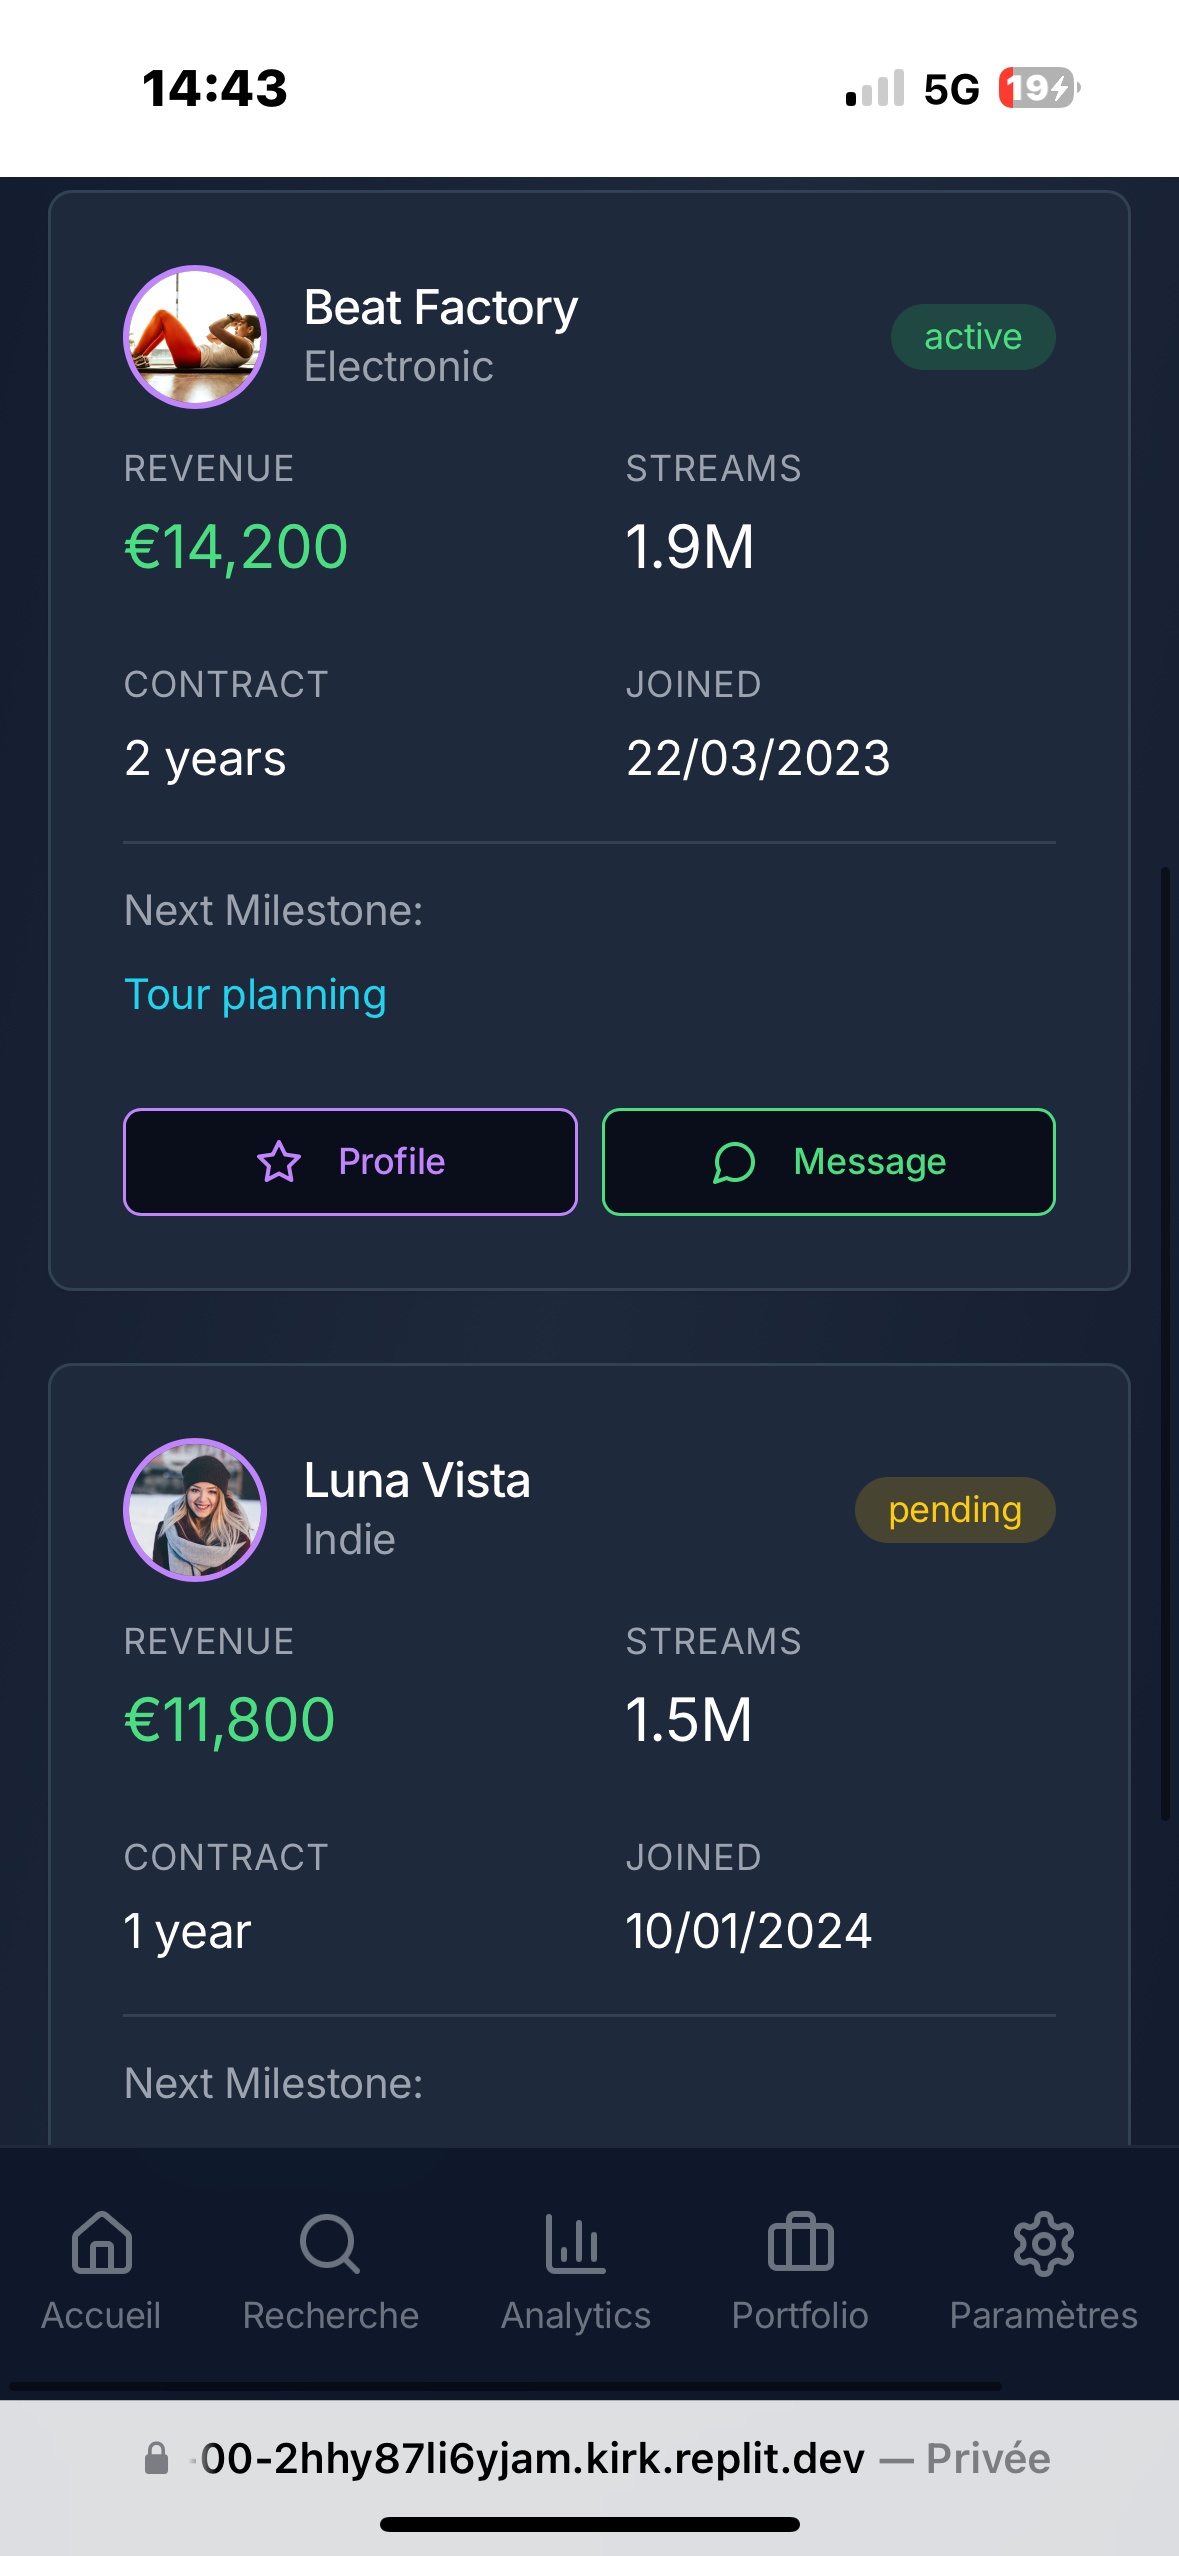 14:43
5G 19
Beat Factory
Electronic
active
REVENUE
STREAMS
€14,200
1.9M
CONTRACT
JOINED
2 years
22/03/2023
Next Milestone:
Tour planning
Profile
Message
Luna Vista
Indie
pending
REVENUE
STREAMS
€11,800
1.5M
CONTRACT
JOINED
1 year
10/01/2024
Next Milestone:
Accueil
Recherche
Analytics
Portfolio
Paramètres
-00-2hhy87li6yjam.kirk.replit.dev — Privée